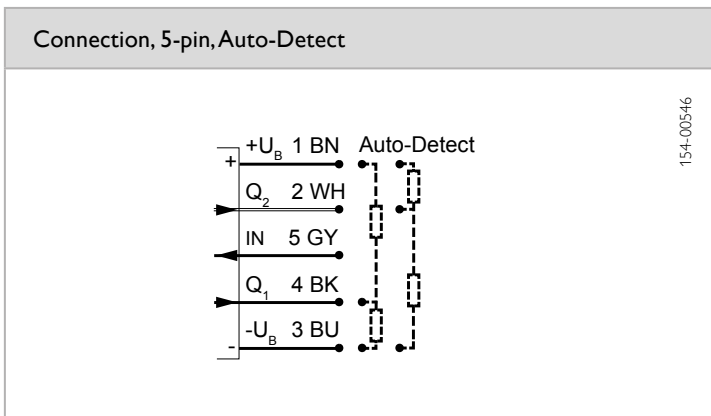 Connection, 5-pin, Auto-Detect
154-00546
+UB 1 BN Auto-Detect
+
Q2 2 WH
IN 5 GY
Q1 4 BK
-UB 3 BU
-